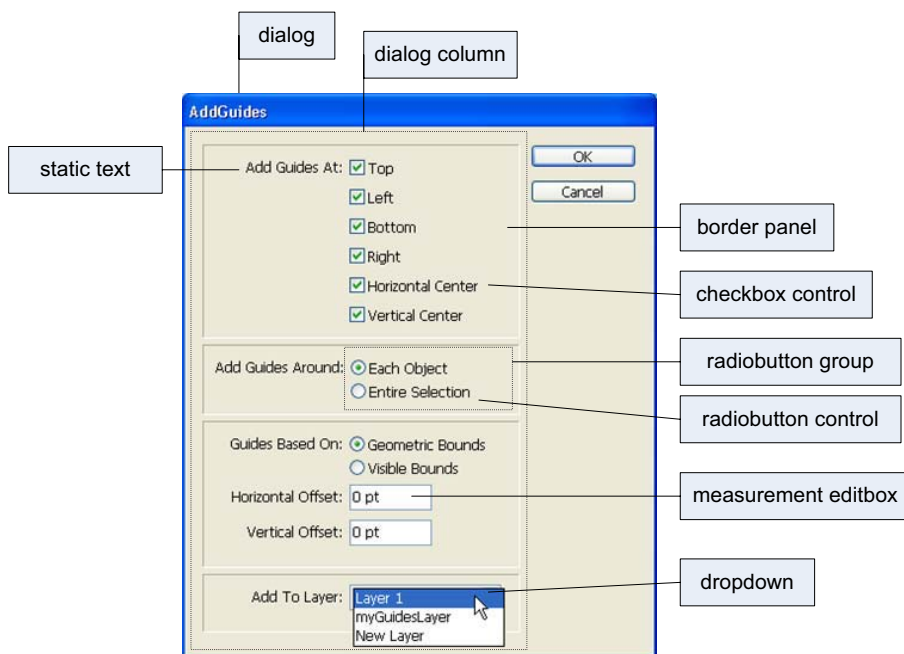 dialog
dialog column
AddGuides
static text
Add Guides At: Top
OK
Left
Cancel
Bottom
border panel
Right
Horizontal Center
checkbox control
Vertical Center
radiobutton group
Add Guides Around: Each Object
Entire Selection
radiobutton control
Guides Based On: Geometric Bounds
Visible Bounds
Horizontal Offset: 0 pt
measurement editbox
Vertical Offset: 0 pt
dropdown
Add To Layer: Layer 1
myGuidesLayer
New Layer